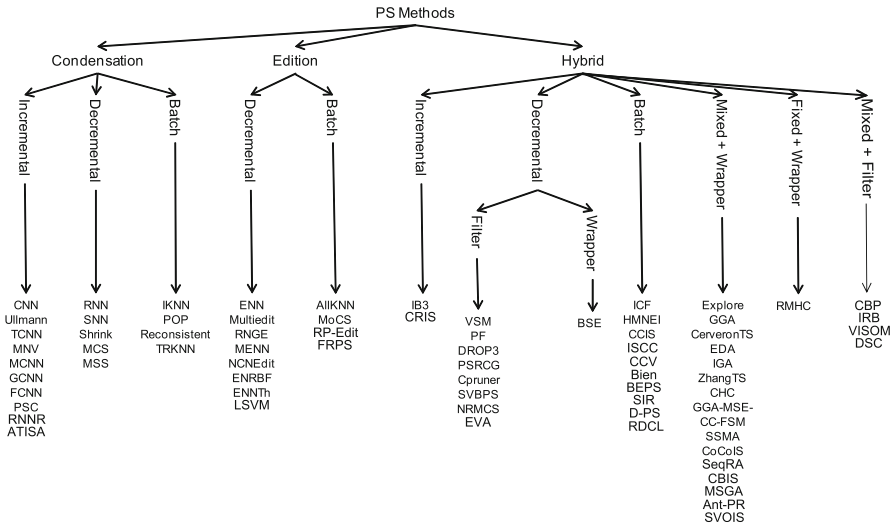 PS Methods
Condensation
Edition
Hybrid
Incremental
Decremental
Batch
Decremental
Batch
Incremental
Decremental
Batch
Mixed + Wrapper
Fixed + Wrapper
Mixed + Filter
Filter
Wrapper
CNN
Ullmann
TCNN
MNV
MCNN
GCNN
FCNN
PSC
RNNR
ATISA
RNN
SNN
Shrink
MCS
MSS
IKNN
POP
Reconsistent
TRKNN
ENN
Multiedit
RNGE
MENN
NCNEdit
ENRBF
ENNTh
LSVM
AllKNN
MoCS
RP-Edit
FRPS
IB3
CRIS
VSM
PF
DROP3
PSRCG
Cpruner
SVBPS
NRMCS
EVA
BSE
ICF
HMNEI
CCIS
ISCC
CCV
Bien
BEPS
SIR
D-PS
RDCL
Explore
GGA
CerveronTS
EDA
IGA
ZhangTS
CHC
GGA-MSE-
CC-FSM
SSMA
CoCoIS
SeqRA
CBIS
MSGA
Ant-PR
SVOIS
RMHC
CBP
IRB
VISOM
DSC